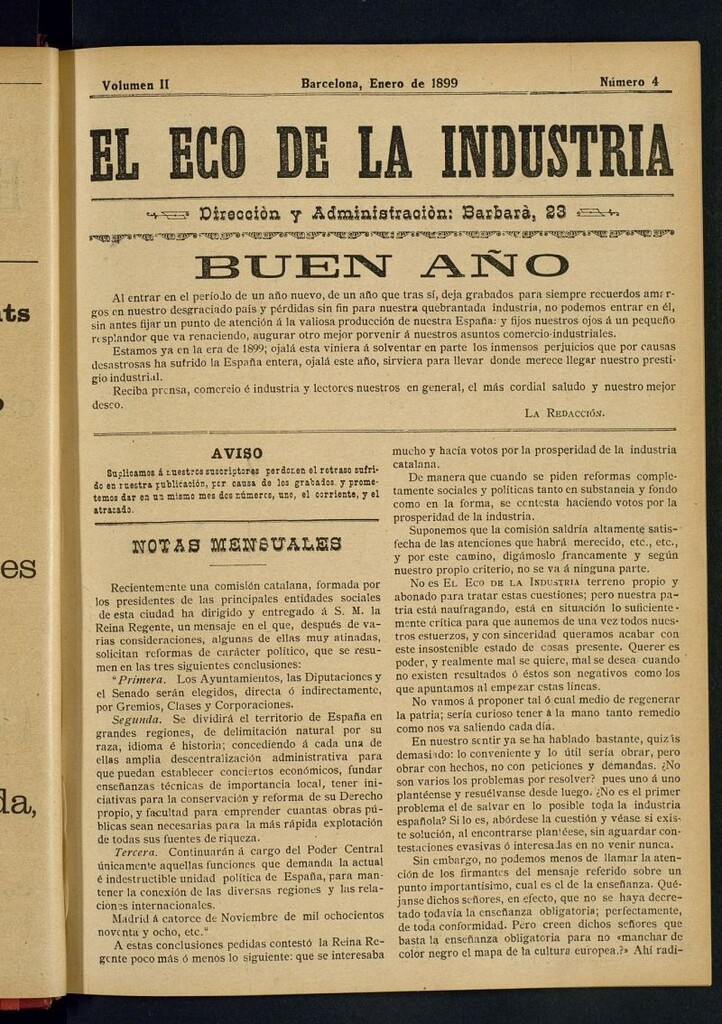 Volumen II
Barcelona, Enero de 1899
Número 4
EL ECO DE LA INDUSTRIA
Dirección y Administración: Barbarà, 23
BUEN AÑO
Al entrar en el período de un año nuevo, de un año que tras sí, deja grabados para siempre recuerdos amar-
gos en nuestro desgraciado país y pérdidas sin fin para nuestra quebrantada industria, no podemos entrar en él,
sin antes fijar un punto de atención á la valiosa producción de nuestra España: y fijos nuestros ojos á un pequeño
resplandor que va renaciendo, augurar otro mejor porvenir á nuestros asuntos comercio-industriales.
Estamos ya en la era de 1899; ojalá esta viniera á solventar en parte los inmensos perjuicios que por causas
desastrosas ha sufrido la España entera, ojalá este año, sirviera para llevar donde merece llegar nuestro presti-
gio industrial.
Reciba prensa, comercio é industria y lectores nuestros en general, el más cordial saludo y nuestro mejor
deseo.
LA REDACCIÓN.
AVISO
Suplicamos á nuestros suscriptores perdonen el retraso sufri-
do en nuestra publicación, por causa de los grabados y prome-
temos dar en un mismo mes dos números, uno, el corriente, y el
atrasado.
NOTAS MENSUALES
Recientemente una comisión catalana, formada por
los presidentes de las principales entidades sociales
de esta ciudad ha dirigido y entregado á S. M. la
Reina Regente, un mensaje en el que, después de va-
rias consideraciones, algunas de ellas muy atinadas,
solicitan reformas de carácter político, que se resu-
men en las tres siguientes conclusiones:
"Primera. Los Ayuntamientos, las Diputaciones y
el Senado serán elegidos, directa ó indirectamente,
por Gremios, Clases y Corporaciones.
Segunda. Se dividirá el territorio de España en
grandes regiones, de delimitación natural por su
raza, idioma é historia; concediendo á cada una de
ellas amplia descentralización administrativa para
que puedan establecer conciertos económicos, fundar
enseñanzas técnicas de importancia local, tener ini-
ciativas para la conservación y reforma de su Derecho
propio, y facultad para emprender cuantas obras pú-
blicas sean necesarias para la más rápida explotación
de todas sus fuentes de riqueza.
Tercera. Continuarán á cargo del Poder Central
únicamente aquellas funciones que demanda la actual
é indestructible unidad política de España, para man-
tener la conexión de las diversas regiones y las rela-
ciones internacionales.
Madrid á catorce de Noviembre de mil ochocientos
noventa y ocho, etc."
A estas conclusiones pedidas contestó la Reina Re-
gente poco más ó menos lo siguiente: que se interesaba
mucho y hacía votos por la prosperidad de la industria
catalana.
De manera que cuando se piden reformas comple-
tamente sociales y políticas tanto en substancia y fondo
como en la forma, se contesta haciendo votos por la
prosperidad de la industria.
Suponemos que la comisión saldría altamente satis-
fecha de las atenciones que habrá merecido, etc., etc.,
y por este camino, digámoslo francamente y según
nuestro propio criterio, no se va á ninguna parte.
No es EL ECO DE LA INDUSTRIA terreno propio y
abonado para tratar estas cuestiones; pero nuestra pa-
tria está naufragando, está en situación lo suficiente-
mente crítica para que aunemos de una vez todos nues-
tros esfuerzos, y con sinceridad queramos acabar con
este insostenible estado de cosas presente. Querer es
poder, y realmente mal se quiere, mal se desea cuando
no existen resultados ó éstos son negativos como los
que apuntamos al empezar estas líneas.
No vamos á proponer tal ó cual medio de regenerar
la patria; sería curioso tener á la mano tanto remedio
como nos va saliendo cada día.
En nuestro sentir ya se ha hablado bastante, quizás
demasiado: lo conveniente y lo útil sería obrar, pero
obrar con hechos, no con peticiones y demandas. ¿No
son varios los problemas por resolver? pues uno á uno
plantéense y resuélvanse desde luego. ¿No es el primer
problema el de salvar en lo posible toda la industria
española? Si lo es, abórdese la cuestión y véase si exis-
te solución, al encontrarse plantéese, sin aguardar con-
testaciones evasivas ó interesadas en no venir nunca.
Sin embargo, no podemos menos de llamar la aten-
ción de los firmantes del mensaje referido sobre un
punto importantísimo, cual es el de la enseñanza. Qué-
janse dichos señores, en efecto, que no se haya decre-
tado todavía la enseñanza obligatoria; perfectamente,
de toda conformidad. Pero creen dichos señores que
basta la enseñanza obligatoria para no «manchar de
color negro el mapa de la cultura europea.?» Ahí radi-
ts
es
da,